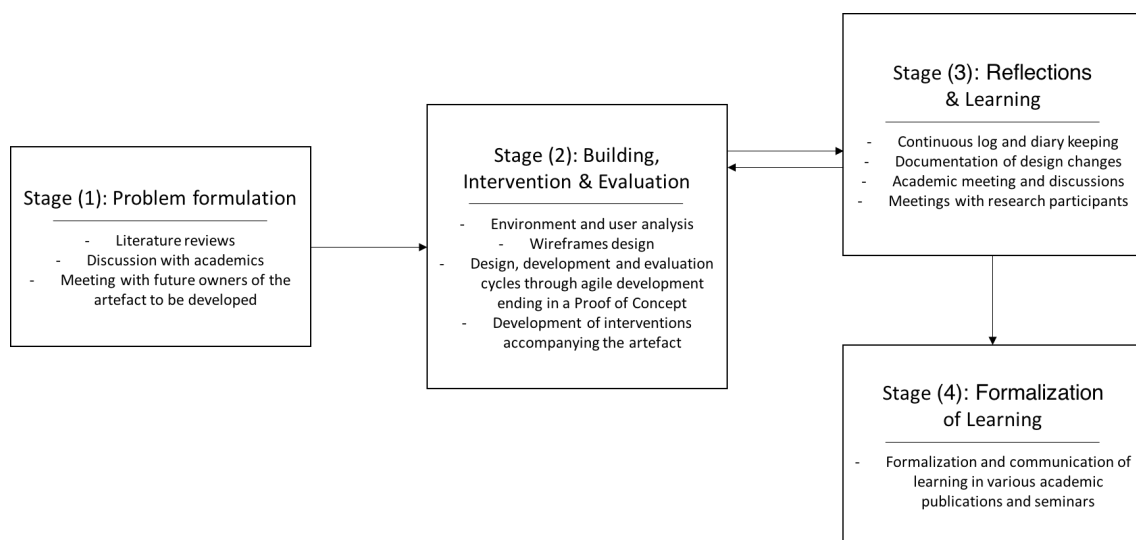 Stage (1): Problem formulation
- Literature reviews
- Discussion with academics
- Meeting with future owners of the
artefact to be developed
Stage (2): Building,
Intervention & Evaluation
- Environment and user analysis
- Wireframes design
- Design, development and evaluation
cycles through agile development
ending in a Proof of Concept
- Development of interventions
accompanying the artefact
Stage (3): Reflections
& Learning
- Continuous log and diary keeping
- Documentation of design changes
- Academic meeting and discussions
- Meetings with research participants
Stage (4): Formalization
of Learning
- Formalization and communication of
learning in various academic
publications and seminars